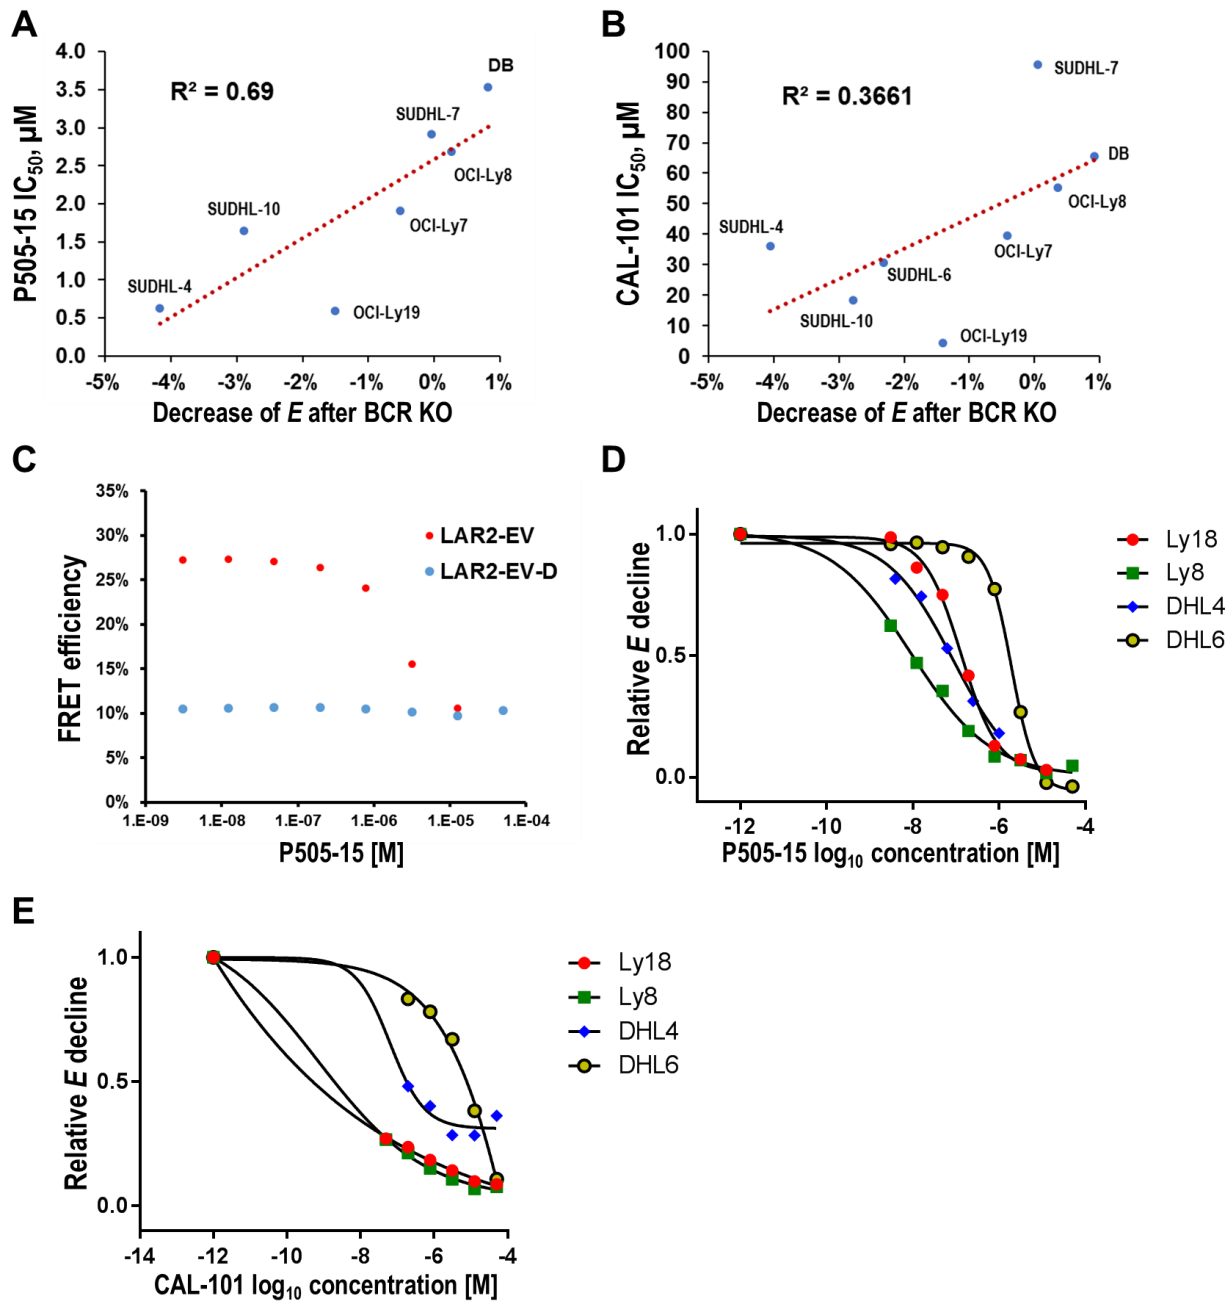 A
4.0
3.5
3.0
2.5
2.0
1.5
1.0
0.5
0.0
P505-15 IC50, µM
R² = 0.69
DB
SUDHL-7
OCI-Ly8
SUDHL-10
OCI-Ly7
SUDHL-4
OCI-Ly19
-5% -4% -3% -2% -1% 0% 1%
Decrease of E after BCR KO
B
100
90
80
70
60
50
40
30
20
10
0
CAL-101 IC50, µM
R² = 0.3661
SUDHL-7
DB
OCI-Ly8
SUDHL-4
OCI-Ly7
SUDHL-6
SUDHL-10
OCI-Ly19
-5% -4% -3% -2% -1% 0% 1%
Decrease of E after BCR KO
C
35%
30%
25%
20%
15%
10%
5%
0%
FRET efficiency
LAR2-EV
LAR2-EV-D
1.E-09 1.E-08 1.E-07 1.E-06 1.E-05 1.E-04
P505-15 [M]
D
1.0
0.5
0.0
Relative E decline
Ly18
Ly8
DHL4
DHL6
-12 -10 -8 -6 -4
P505-15 log10 concentration [M]
E
1.0
0.5
0.0
Relative E decline
Ly18
Ly8
DHL4
DHL6
-14 -12 -10 -8 -6 -4
CAL-101 log10 concentration [M]